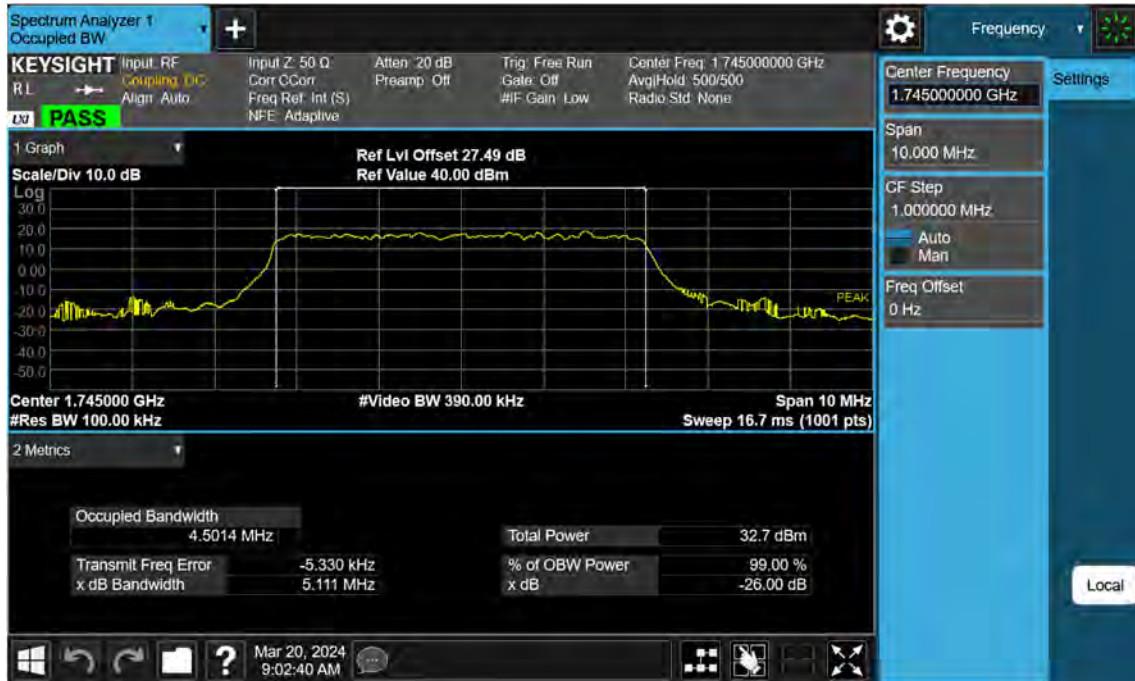 Spectrum Analyzer 1
Occupied BW
+
Frequency
KEYSIGHT
Input: RF
Input Z: 50 Ω
Atten: 20 dB
Trig: Free Run
Center Freq: 1.745000000 GHz
RL
Coupling: DC
Corr CCorr
Preamp: Off
Gate: Off
Avg|Hold: 500/500
Align: Auto
Freq Ref: Int (S)
#IF Gain: Low
Radio Std: None
LXI
PASS
NFE: Adaptive
Center Frequency
1.745000000 GHz
Settings
Span
10.000 MHz
CF Step
1.000000 MHz
Auto
Man
Freq Offset
0 Hz
1 Graph
Ref Lvl Offset 27.49 dB
Scale/Div 10.0 dB
Ref Value 40.00 dBm
Log
30.0
20.0
10.0
0.00
-10.0
-20.0
-30.0
-40.0
-50.0
PEAK
Center 1.745000 GHz
#Video BW 390.00 kHz
Span 10 MHz
#Res BW 100.00 kHz
Sweep 16.7 ms (1001 pts)
2 Metrics
Occupied Bandwidth
4.5014 MHz
Total Power
32.7 dBm
Transmit Freq Error
-5.330 kHz
% of OBW Power
99.00 %
x dB Bandwidth
5.111 MHz
x dB
-26.00 dB
Local
?
Mar 20, 2024
9:02:40 AM